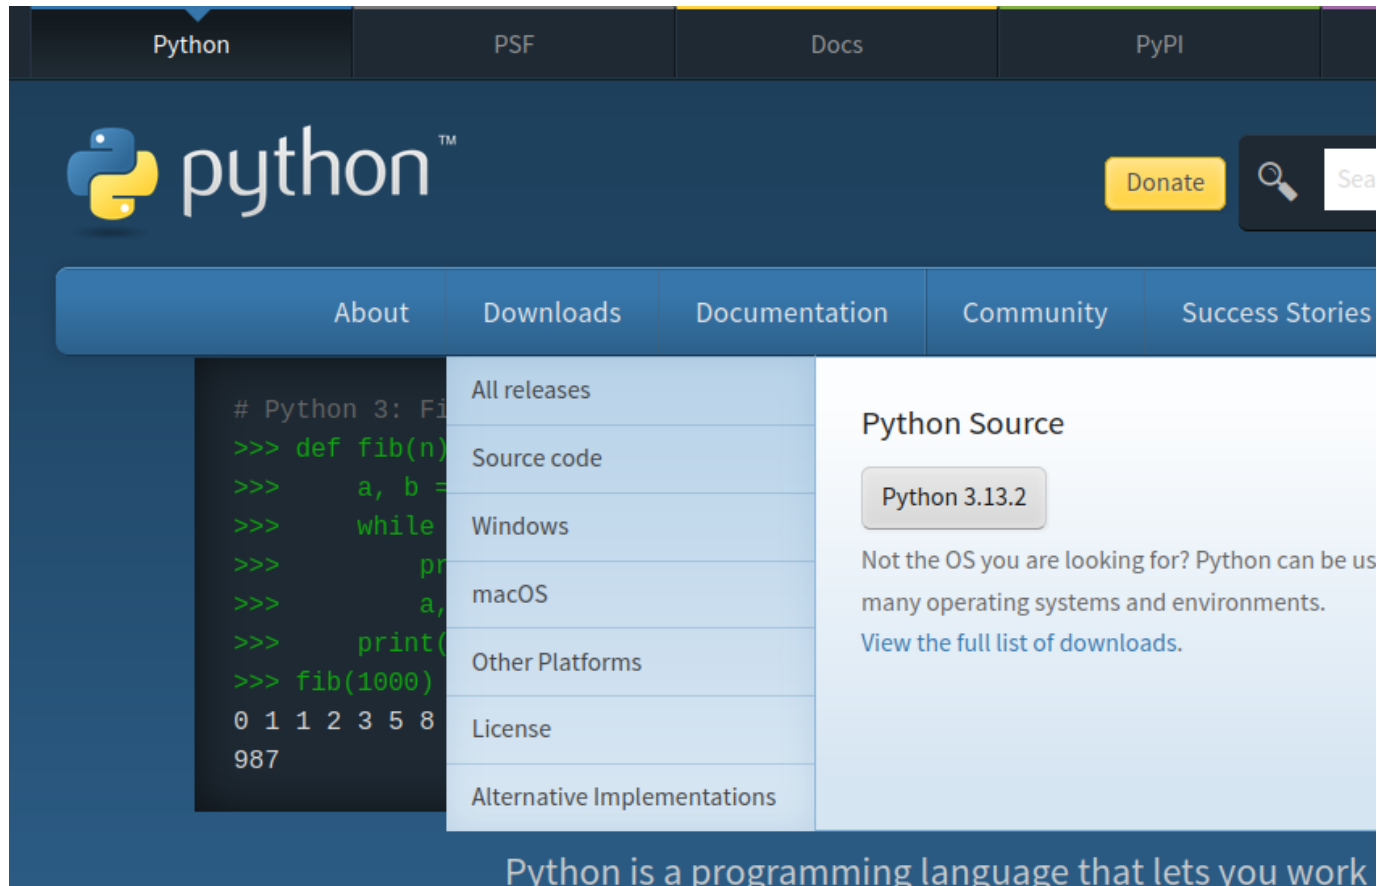 Python PSF Docs PyPI
python™
Donate
Sea
About Downloads Documentation Community Success Stories
All releases
Source code
Windows
macOS
Other Platforms
License
Alternative Implementations
Python Source
Python 3.13.2
Not the OS you are looking for? Python can be us
many operating systems and environments.
View the full list of downloads.
# Python 3: Fi
>>> def fib(n)
>>>     a, b =
>>>     while
>>>         pr
>>>         a,
>>>     print(
>>> fib(1000)
0 1 1 2 3 5 8
987
Python is a programming language that lets you work